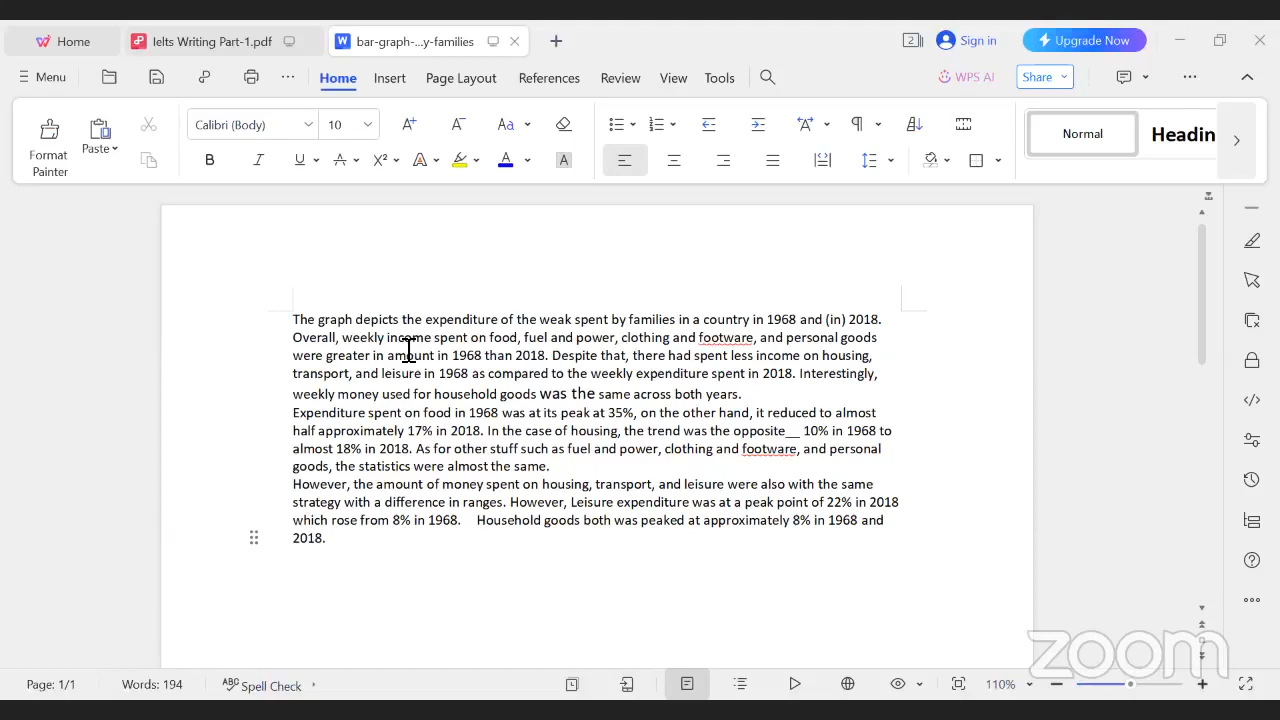 Home
Ielts Writing Part-1.pdf
bar-graph-...y-families
2
Sign in
Upgrade Now
Menu
Home
Insert
Page Layout
References
Review
View
Tools
WPS AI
Share
Format Painter
Paste
Calibri (Body)
10
Normal
Headin
The graph depicts the expenditure of the weak spent by families in a country in 1968 and (in) 2018.
Overall, weekly income spent on food, fuel and power, clothing and footware, and personal goods
were greater in amount in 1968 than 2018. Despite that, there had spent less income on housing,
transport, and leisure in 1968 as compared to the weekly expenditure spent in 2018. Interestingly,
weekly money used for household goods was the same across both years.
Expenditure spent on food in 1968 was at its peak at 35%, on the other hand, it reduced to almost
half approximately 17% in 2018. In the case of housing, the trend was the opposite__ 10% in 1968 to
almost 18% in 2018. As for other stuff such as fuel and power, clothing and footware, and personal
goods, the statistics were almost the same.
However, the amount of money spent on housing, transport, and leisure were also with the same
strategy with a difference in ranges. However, Leisure expenditure was at a peak point of 22% in 2018
which rose from 8% in 1968. Household goods both was peaked at approximately 8% in 1968 and
2018.
zoom
Page: 1/1
Words: 194
Spell Check
110%